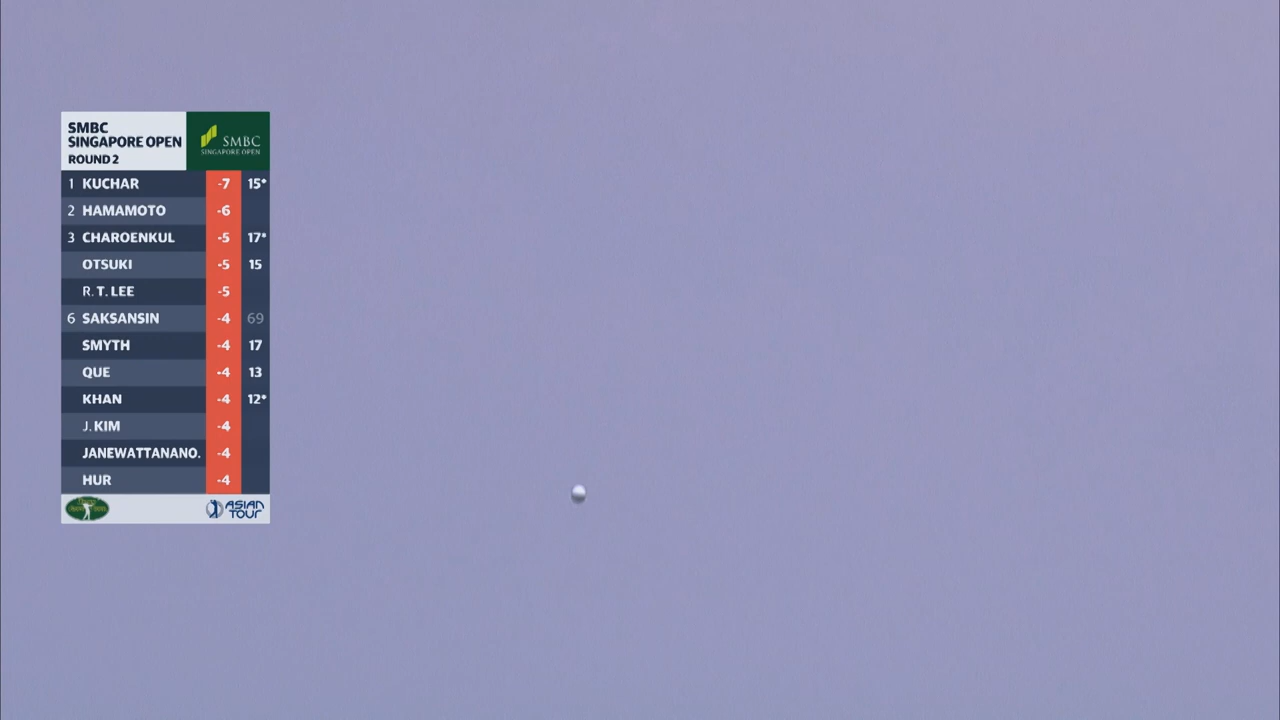 SMBC
SINGAPORE OPEN
ROUND 2
SMBC
SINGAPORE OPEN
1 KUCHAR -7 15*
2 HAMAMOTO -6
3 CHAROENKUL -5 17*
OTSUKI -5 15
R. T. LEE -5
6 SAKSANSIN -4 69
SMYTH -4 17
QUE -4 13
KHAN -4 12*
J. KIM -4
JANEWATTANANO. -4
HUR -4
ASIAN
TOUR